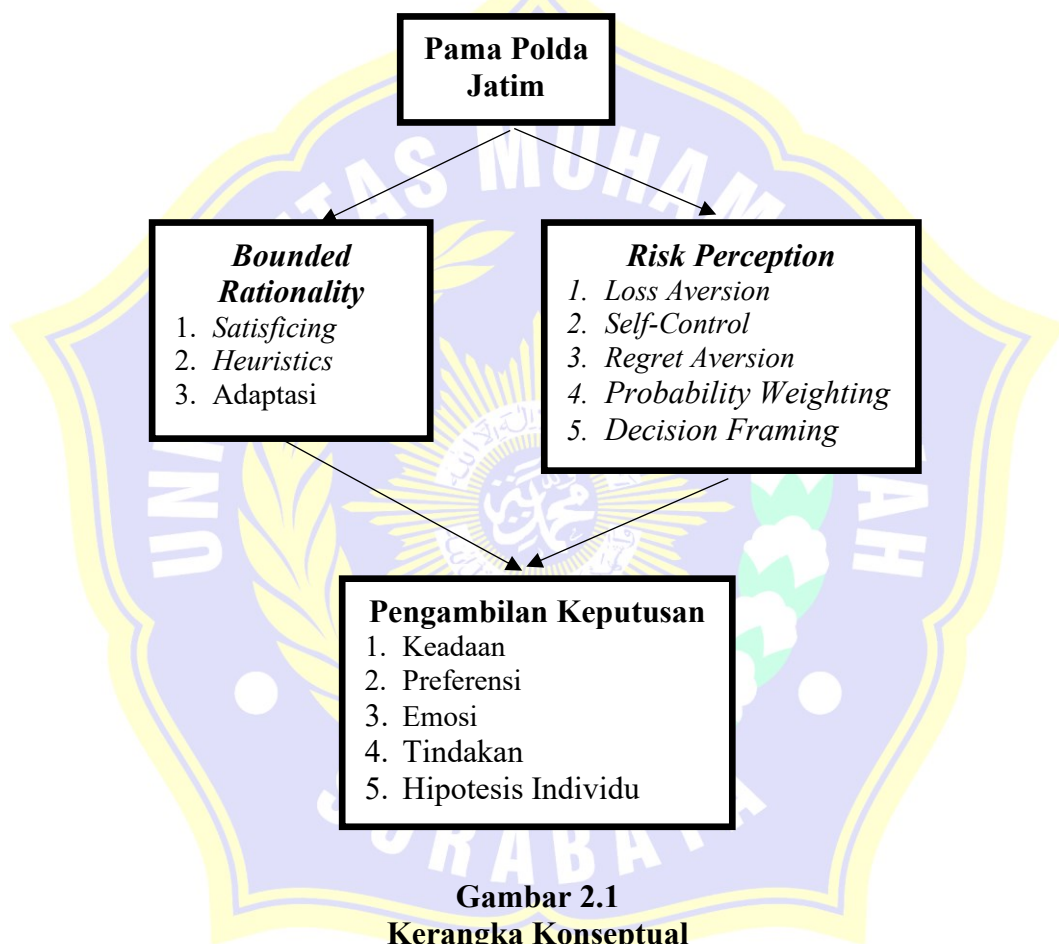 Pama Polda
Jatim
Bounded
Rationality
1. Satisficing
2. Heuristics
3. Adaptasi
Risk Perception
1. Loss Aversion
2. Self-Control
3. Regret Aversion
4. Probability Weighting
5. Decision Framing
Pengambilan Keputusan
1. Keadaan
2. Preferensi
3. Emosi
4. Tindakan
5. Hipotesis Individu
Gambar 2.1
Kerangka Konseptual